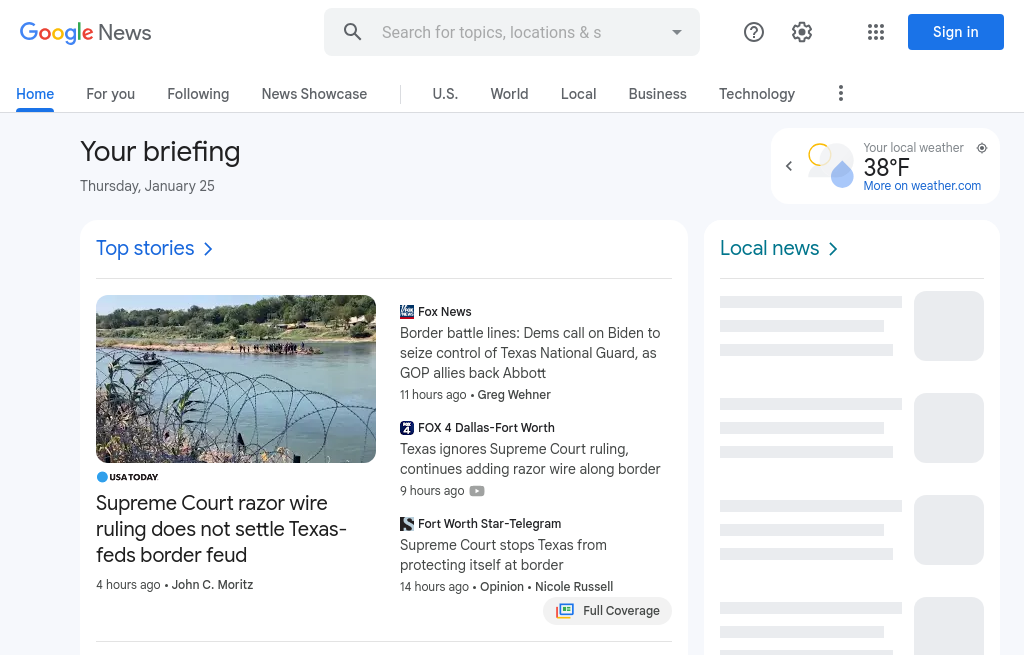 Google News
Search for topics, locations & s
Sign in
Home
For you
Following
News Showcase
U.S.
World
Local
Business
Technology
Your briefing
Thursday, January 25
Your local weather
38°F
More on weather.com
Top stories
USA TODAY
Supreme Court razor wire
ruling does not settle Texas-
feds border feud
4 hours ago • John C. Moritz
Fox News
Border battle lines: Dems call on Biden to
seize control of Texas National Guard, as
GOP allies back Abbott
11 hours ago • Greg Wehner
FOX 4 Dallas-Fort Worth
Texas ignores Supreme Court ruling,
continues adding razor wire along border
9 hours ago
Fort Worth Star-Telegram
Supreme Court stops Texas from
protecting itself at border
14 hours ago • Opinion • Nicole Russell
Full Coverage
Local news